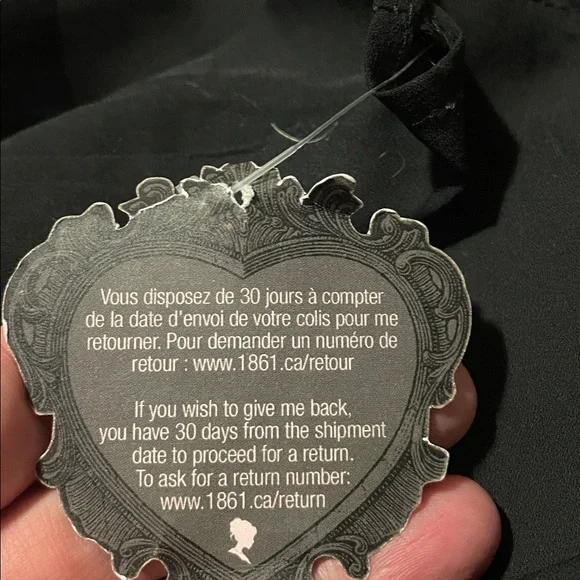 Vous disposez de 30 jours à compter
de la date d'envoi de votre colis pour me
retourner. Pour demander un numéro de
retour : www.1861.ca/retour
If you wish to give me back,
you have 30 days from the shipment
date to proceed for a return.
To ask for a return number:
www.1861.ca/return